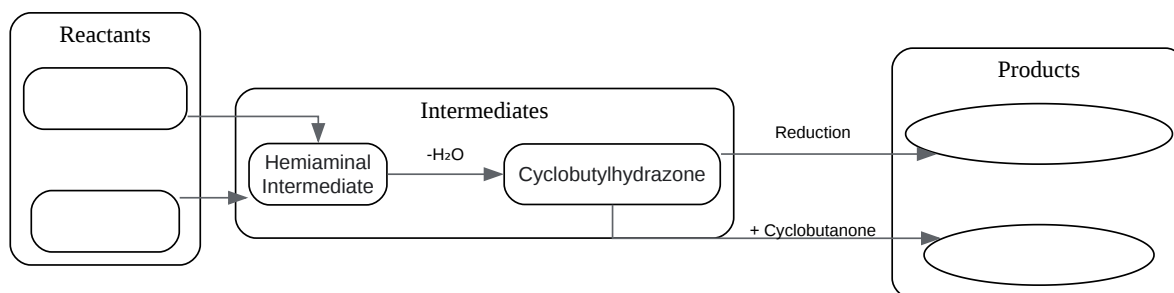 Reactants
Products
Intermediates
Reduction
-H₂O
Hemiaminal
Intermediate
Cyclobutylhydrazone
+ Cyclobutanone